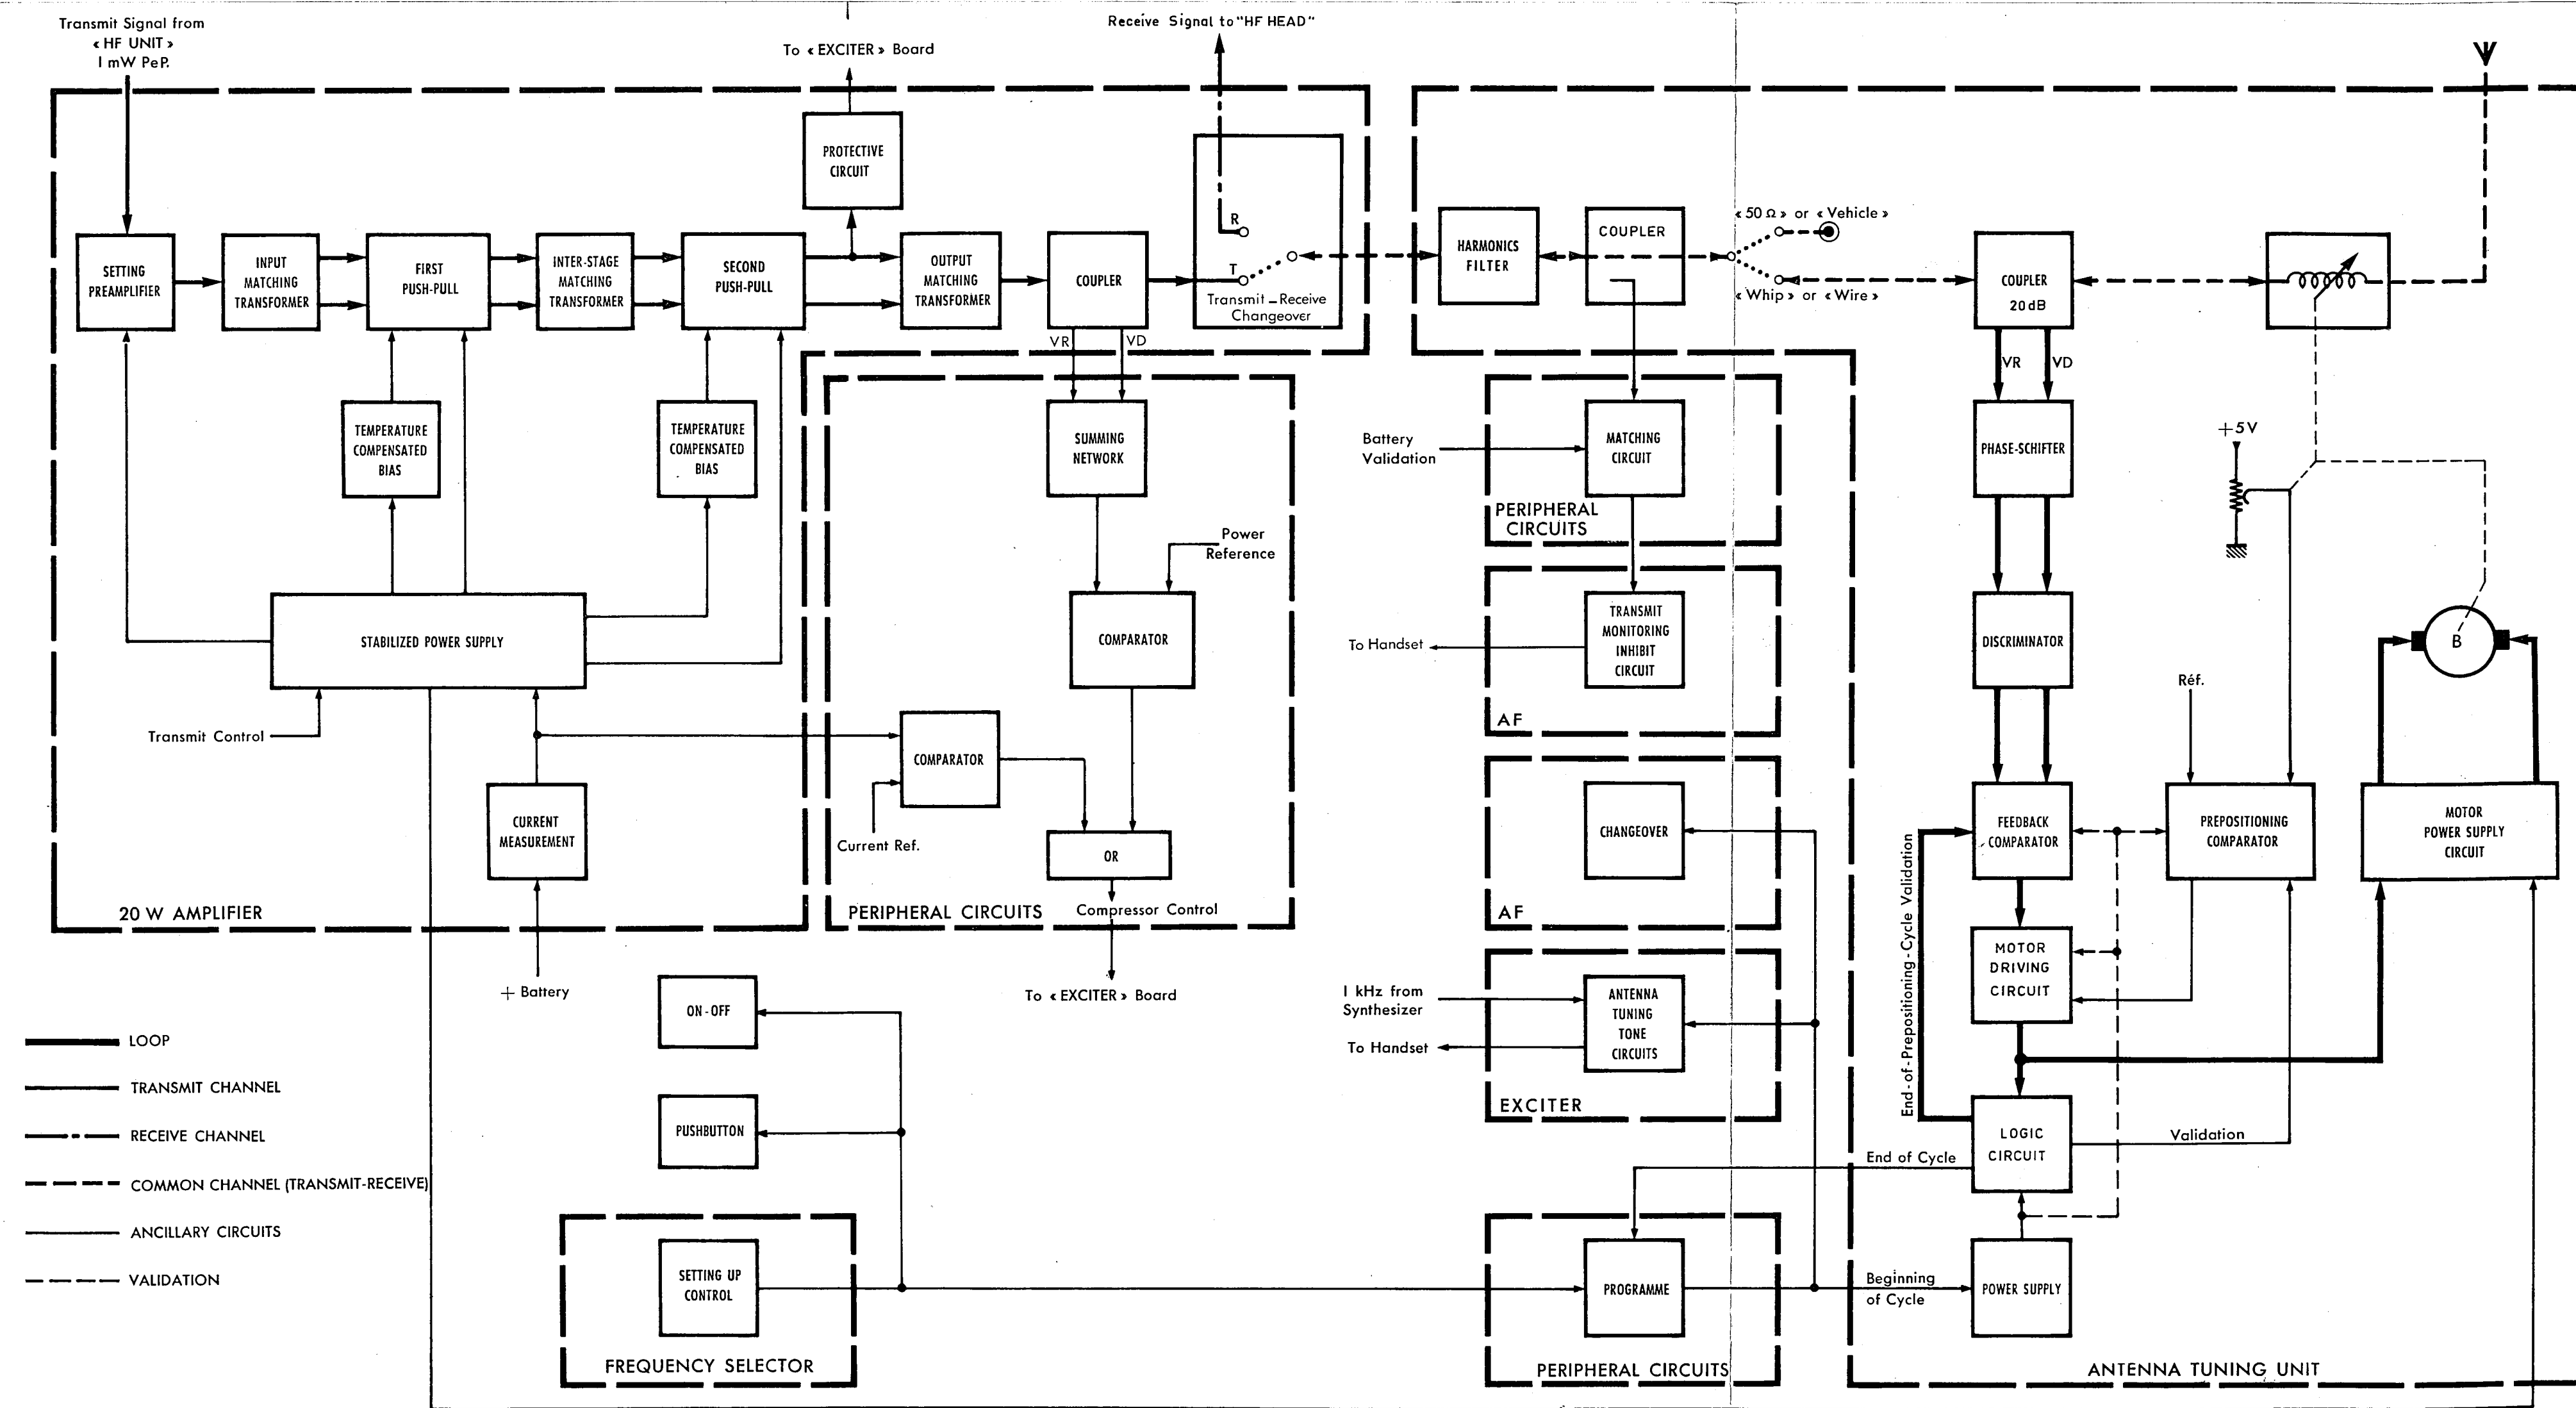 Transmit Signal from
« HF UNIT »
1 mW PeP.
To « EXCITER » Board
Receive Signal to "HF HEAD"
PROTECTIVE
CIRCUIT
SETTING
PREAMPLIFIER
INPUT
MATCHING
TRANSFORMER
FIRST
PUSH-PULL
INTER-STAGE
MATCHING
TRANSFORMER
SECOND
PUSH-PULL
OUTPUT
MATCHING
TRANSFORMER
COUPLER
R
T
Transmit - Receive
Changeover
HARMONICS
FILTER
COUPLER
« 50 Ω » or « Vehicle »
« Whip » or « Wire »
COUPLER
20 dB
VR
VD
VR
VD
TEMPERATURE
COMPENSATED
BIAS
TEMPERATURE
COMPENSATED
BIAS
SUMMING
NETWORK
Battery
Validation
MATCHING
CIRCUIT
PERIPHERAL
CIRCUITS
PHASE-SCHIFTER
+5V
Power
Reference
STABILIZED POWER SUPPLY
COMPARATOR
TRANSMIT
MONITORING
INHIBIT
CIRCUIT
To Handset
AF
DISCRIMINATOR
B
Réf.
Transmit Control
COMPARATOR
Current Ref.
CURRENT
MEASUREMENT
OR
CHANGEOVER
AF
FEEDBACK
COMPARATOR
PREPOSITIONING
COMPARATOR
MOTOR
POWER SUPPLY
CIRCUIT
End-of-Prepositioning-Cycle Validation
20 W AMPLIFIER
PERIPHERAL CIRCUITS
Compressor Control
+ Battery
To « EXCITER » Board
ON-OFF
1 kHz from
Synthesizer
To Handset
ANTENNA
TUNING
TONE
CIRCUITS
EXCITER
MOTOR
DRIVING
CIRCUIT
LOOP
TRANSMIT CHANNEL
RECEIVE CHANNEL
COMMON CHANNEL (TRANSMIT-RECEIVE)
ANCILLARY CIRCUITS
VALIDATION
PUSHBUTTON
LOGIC
CIRCUIT
Validation
End of Cycle
SETTING UP
CONTROL
FREQUENCY SELECTOR
PROGRAMME
PERIPHERAL CIRCUITS
Beginning
of Cycle
POWER SUPPLY
ANTENNA TUNING UNIT